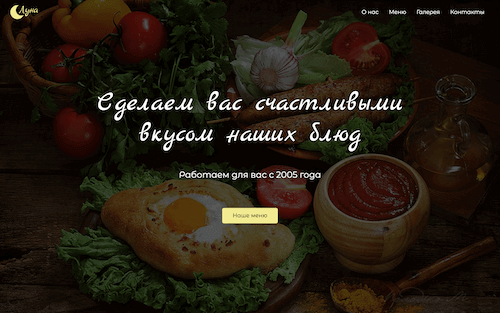 Луна
О нас Меню Галерея Контакты
Сделаем вас счастливыми
вкусом наших блюд
Работаем для вас с 2005 года
Наше меню